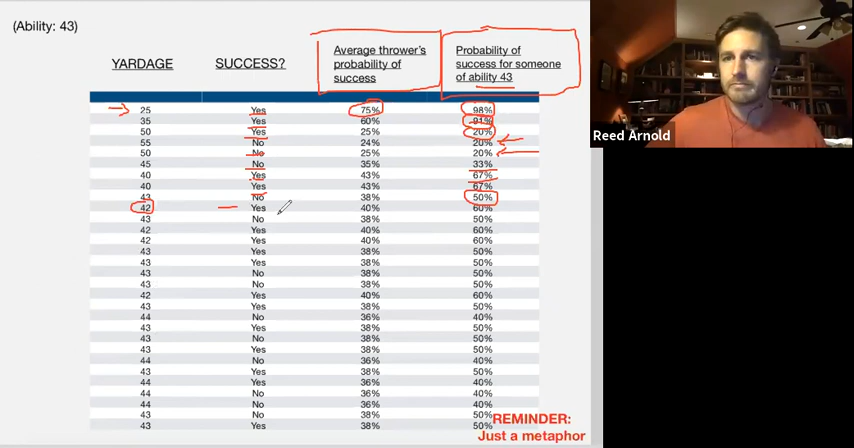 (Ability: 43)
YARDAGE
SUCCESS?
Average thrower's
probability of
success
Probability of
success for someone
of ability 43
25 Yes 75% 98%
35 Yes 60% 91%
50 Yes 25% 20%
55 No 24% 20%
50 No 25% 20%
45 No 35% 33%
40 Yes 43% 67%
40 Yes 43% 67%
43 No 38% 50%
42 Yes 40% 60%
43 No 38% 50%
42 Yes 40% 60%
42 Yes 40% 60%
43 Yes 38% 50%
43 Yes 38% 50%
43 No 38% 50%
43 No 38% 50%
42 Yes 40% 60%
43 Yes 38% 50%
44 No 36% 40%
43 Yes 38% 50%
43 No 38% 50%
43 Yes 38% 50%
44 No 36% 40%
43 Yes 38% 50%
44 Yes 36% 40%
44 No 36% 40%
44 No 36% 40%
43 No 38% 50%
43 Yes 38% 50%
REMINDER:
Just a metaphor
Reed Arnold